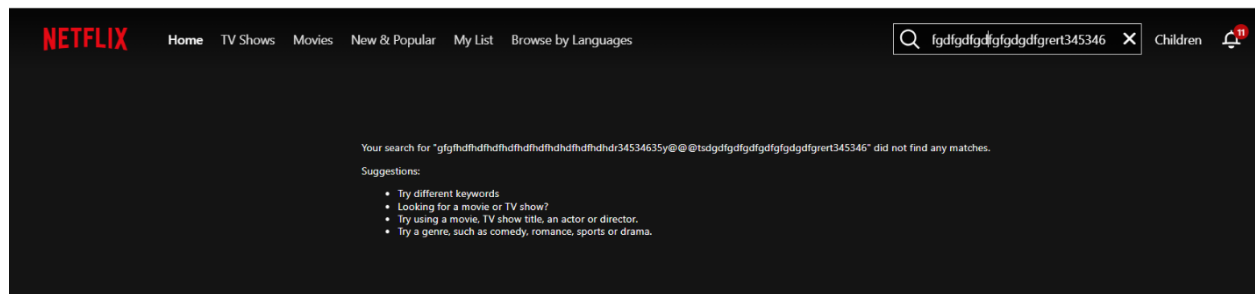 NETFLIX Home TV Shows Movies New & Popular My List Browse by Languages fgdfgdfgdfgfgdgdfgrert345346 Children 11
Your search for "gfgfhdfhdfhdfhdfhdfhdfhdhdfhdfhdhdr34534635y@@@tsdgdfgdfgdfgdfgfgdgdfgrert345346" did not find any matches.
Suggestions:
• Try different keywords
• Looking for a movie or TV show?
• Try using a movie, TV show title, an actor or director.
• Try a genre, such as comedy, romance, sports or drama.